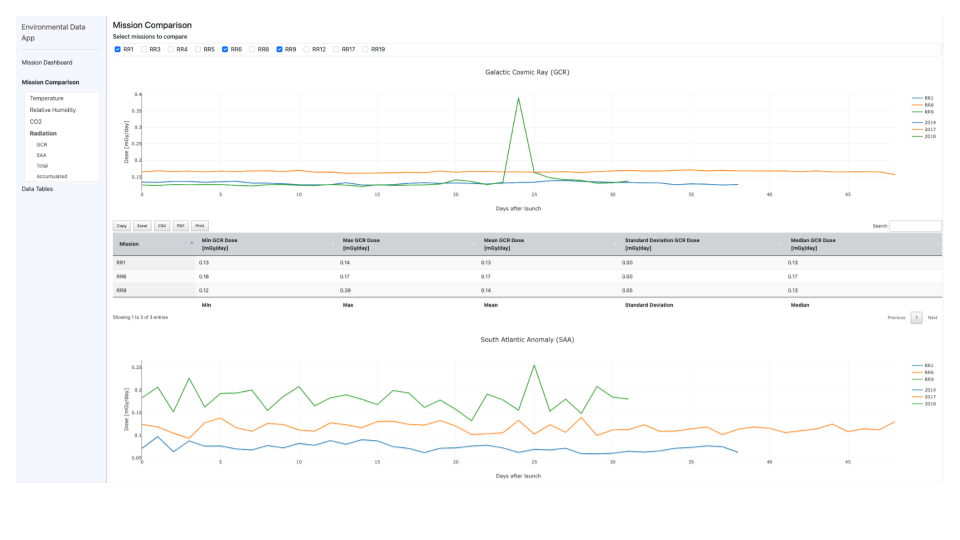 Environmental Data
App
Mission Dashboard
Mission Comparison
Temperature
Relative Humidity
CO2
Radiation
GCR
SAA
Total
Accumulated
Data Tables
Mission Comparison
Select missions to compare
RR1 RR3 RR4 RR5 RR6 RR8 RR9 RR12 RR17 RR19
Galactic Cosmic Ray (GCR)
Dose [mGy/day]
0.4
0.35
0.3
0.25
0.2
0.15
0 5 10 15 20 25 30 35 40 45
Days after launch
RR1
RR6
RR9
2014
2017
2018
Copy Excel CSV PDF Print Search:
Mission Min GCR Dose Max GCR Dose Mean GCR Dose Standard Deviation GCR Dose Median GCR Dose
[mGy/day] [mGy/day] [mGy/day] [mGy/day] [mGy/day]
RR1 0.13 0.14 0.13 0.00 0.13
RR6 0.16 0.17 0.17 0.00 0.17
RR9 0.12 0.39 0.14 0.05 0.13
Min Max Mean Standard Deviation Median
Showing 1 to 3 of 3 entries Previous 1 Next
South Atlantic Anomaly (SAA)
Dose [mGy/day]
0.25
0.2
0.15
0.1
0.05
0 5 10 15 20 25 30 35 40 45
Days after launch
RR1
RR6
RR9
2014
2017
2018